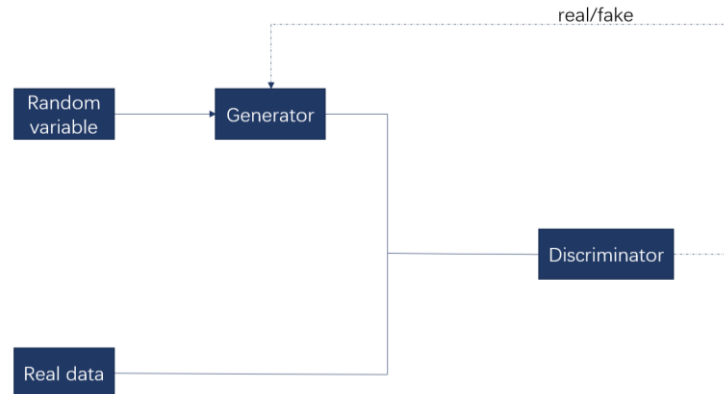 real/fake
Random
variable
Generator
Discriminator
Real data